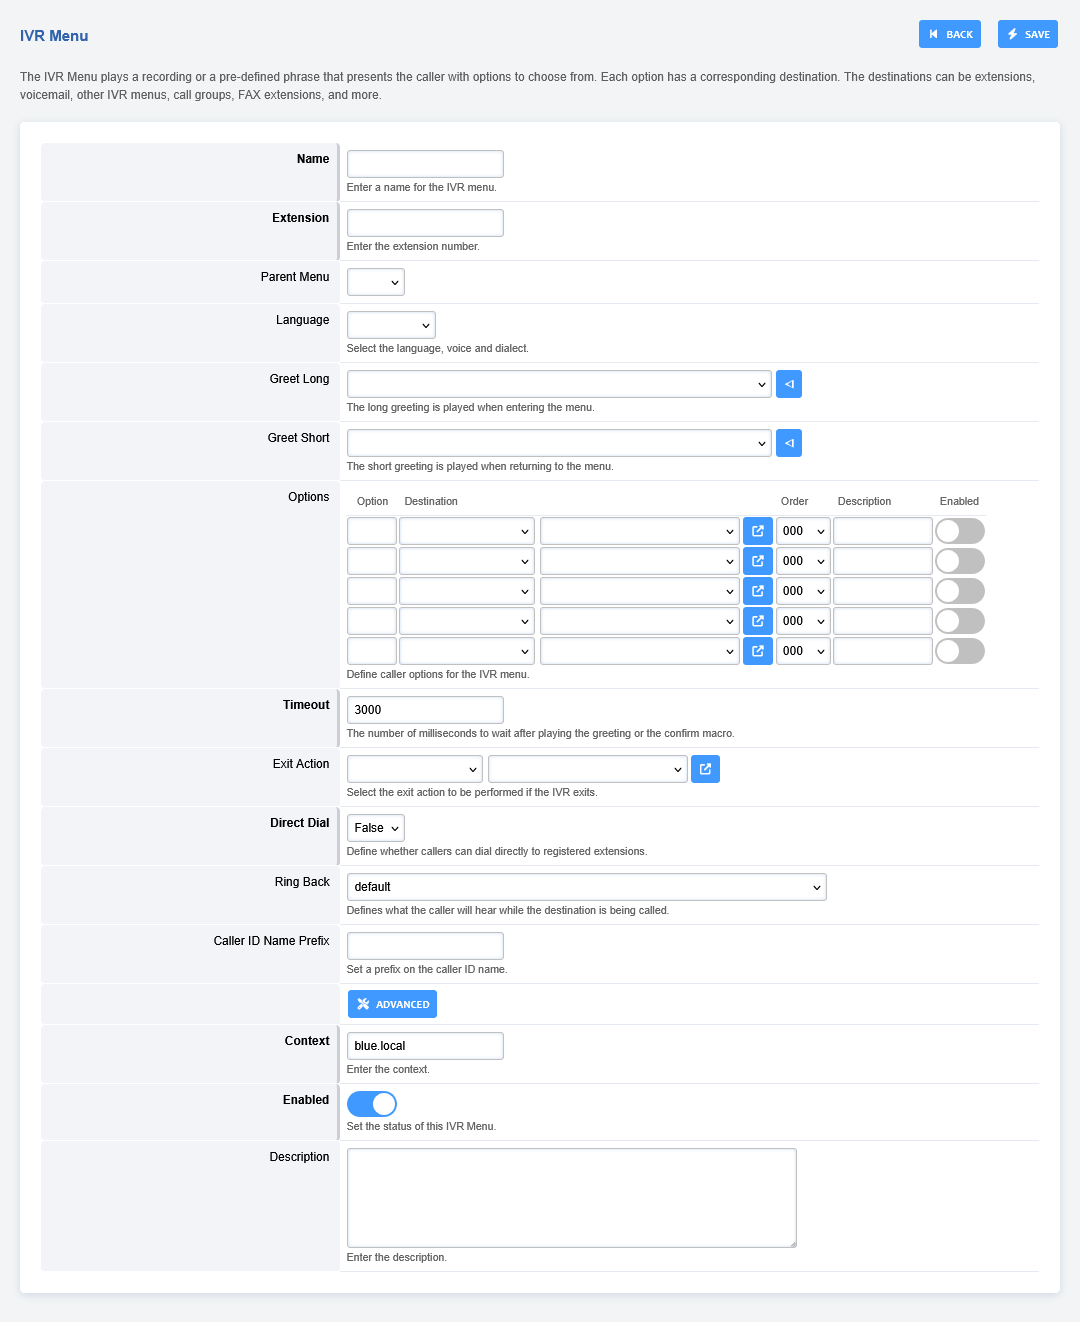 IVR Menu
BACK
SAVE
The IVR Menu plays a recording or a pre-defined phrase that presents the caller with options to choose from. Each option has a corresponding destination. The destinations can be extensions,
voicemail, other IVR menus, call groups, FAX extensions, and more.
Name
Enter a name for the IVR menu.
Extension
Enter the extension number.
Parent Menu
Language
Select the language, voice and dialect.
Greet Long
The long greeting is played when entering the menu.
Greet Short
The short greeting is played when returning to the menu.
Options
Option Destination Order Description Enabled
000
000
000
000
000
Define caller options for the IVR menu.
Timeout
3000
The number of milliseconds to wait after playing the greeting or the confirm macro.
Exit Action
Select the exit action to be performed if the IVR exits.
Direct Dial
False
Define whether callers can dial directly to registered extensions.
Ring Back
default
Defines what the caller will hear while the destination is being called.
Caller ID Name Prefix
Set a prefix on the caller ID name.
ADVANCED
Context
blue.local
Enter the context.
Enabled
Set the status of this IVR Menu.
Description
Enter the description.